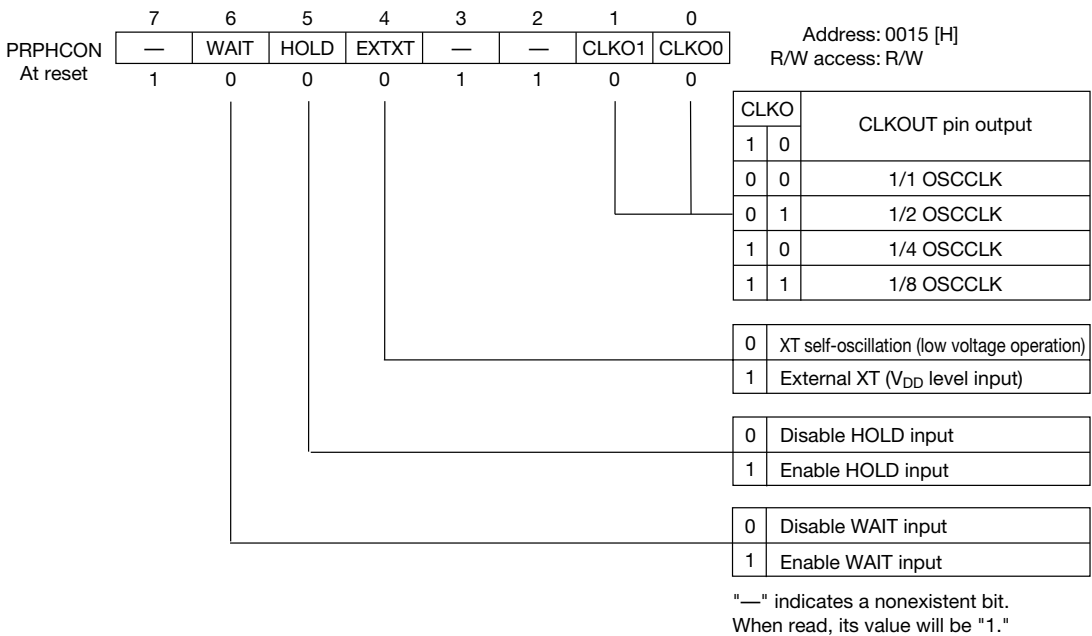 7 6 5 4 3 2 1 0
PRPHCON — WAIT HOLD EXTXT — — CLKO1 CLKO0
At reset 1 0 0 0 1 1 0 0
Address: 0015 [H]
R/W access: R/W
CLKO CLKOUT pin output
1 0
0 0 1/1 OSCCLK
0 1 1/2 OSCCLK
1 0 1/4 OSCCLK
1 1 1/8 OSCCLK
0 XT self-oscillation (low voltage operation)
1 External XT (VDD level input)
0 Disable HOLD input
1 Enable HOLD input
0 Disable WAIT input
1 Enable WAIT input
"—" indicates a nonexistent bit.
When read, its value will be "1."